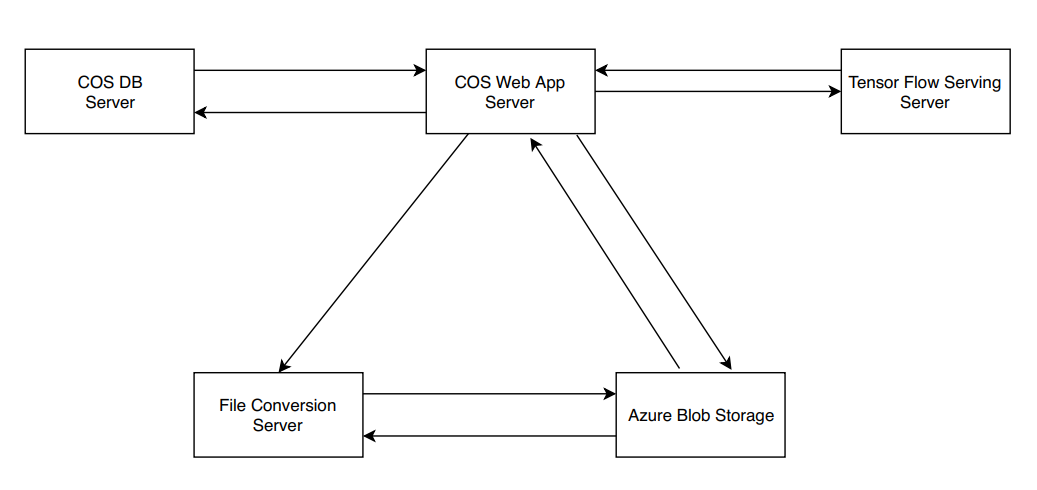 COS DB
Server
COS Web App
Server
Tensor Flow Serving
Server
File Conversion
Server
Azure Blob Storage